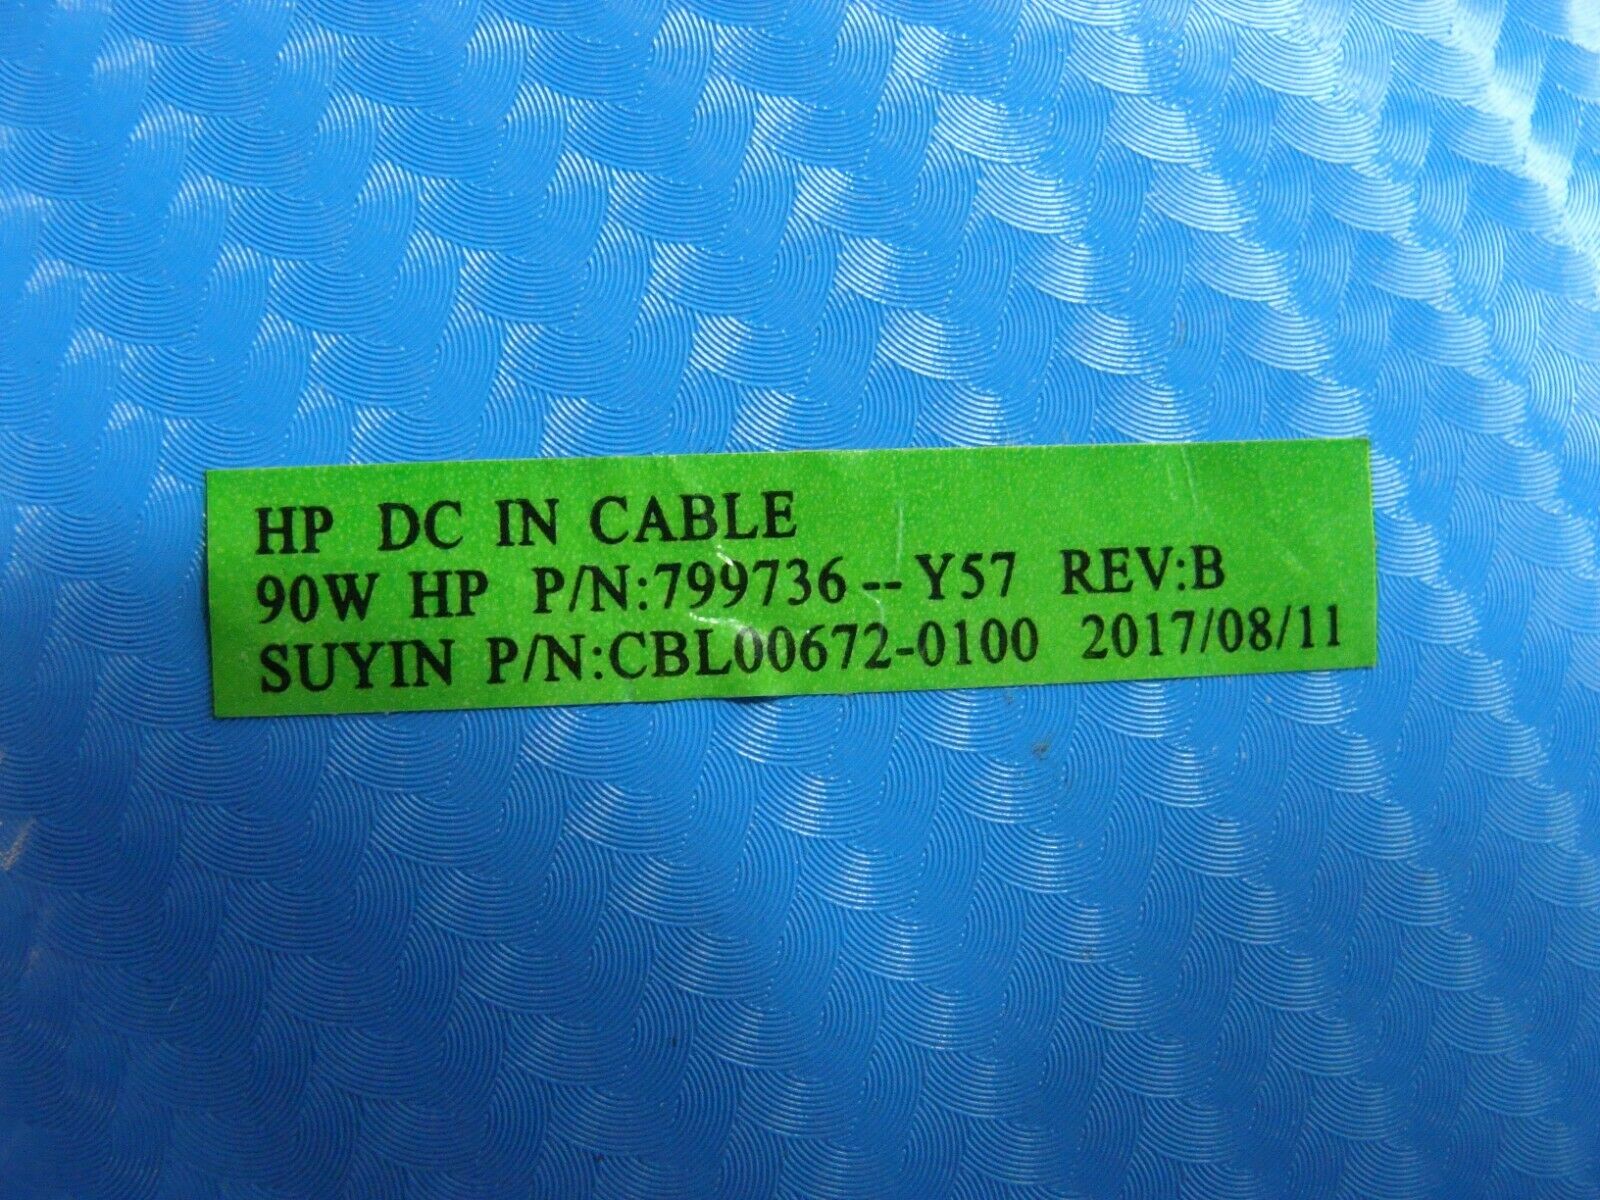 HP DC IN CABLE
90W HP P/N:799736--Y57 REV:B
SUYIN P/N:CBL00672-0100 2017/08/11